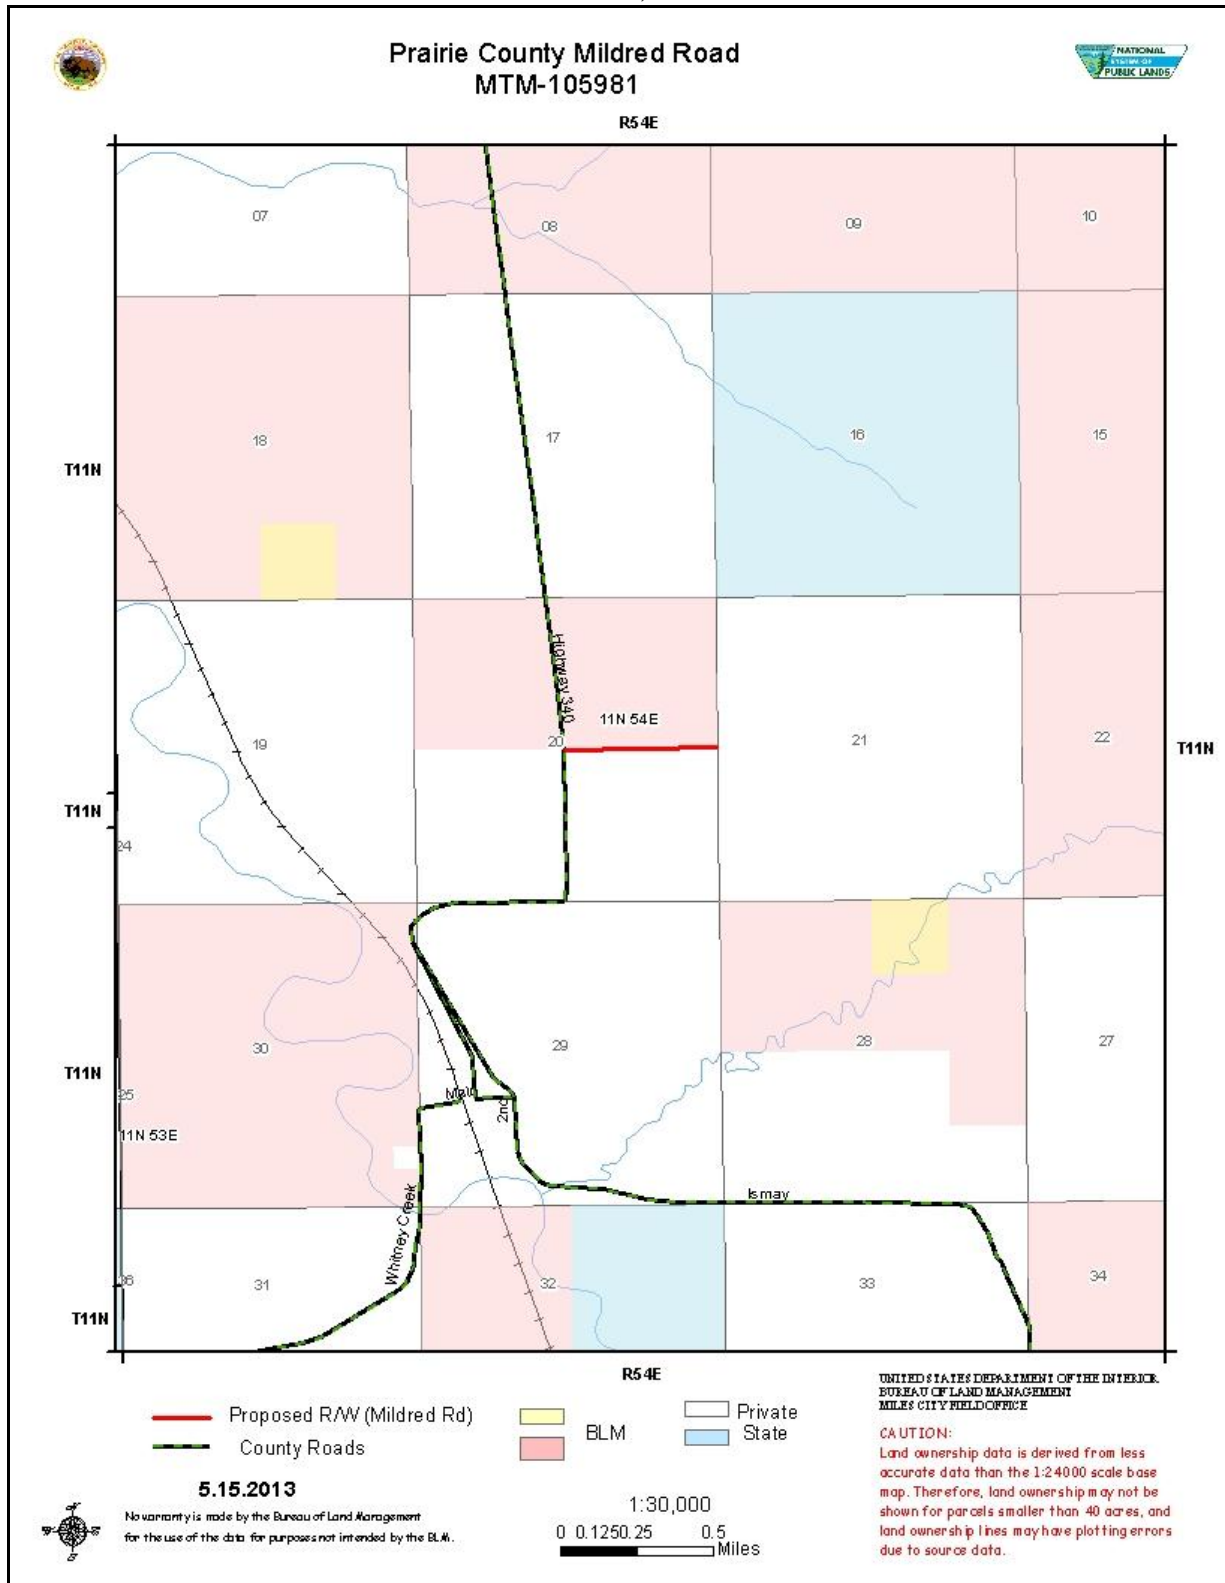 Prairie County Mildred Road
MTM-105981
NATIONAL
SYSTEM OF
PUBLIC LANDS
R54E
07
08
09
10
18
17
16
15
T11N
Highway 340
11N 54E
19
20
21
22
T11N
T11N
24
30
29
28
27
T11N
25
Main
2nd
11N 53E
Ismay
Whitney Creek
36
31
32
33
34
T11N
R54E
Proposed R/W (Mildred Rd)
County Roads
BLM
Private
State
UNITED STATES DEPARTMENT OF THE INTERIOR
BUREAU OF LAND MANAGEMENT
MILES CITY FIELD OFFICE
CAUTION:
Land ownership data is derived from less
accurate data than the 1:24000 scale base
map. Therefore, land ownership may not be
shown for parcels smaller than 40 acres, and
land ownership lines may have plotting errors
due to source data.
5.15.2013
No warranty is made by the Bureau of Land Management
for the use of the data for purposes not intended by the BLM.
1:30,000
0 0.125 0.25 0.5
Miles